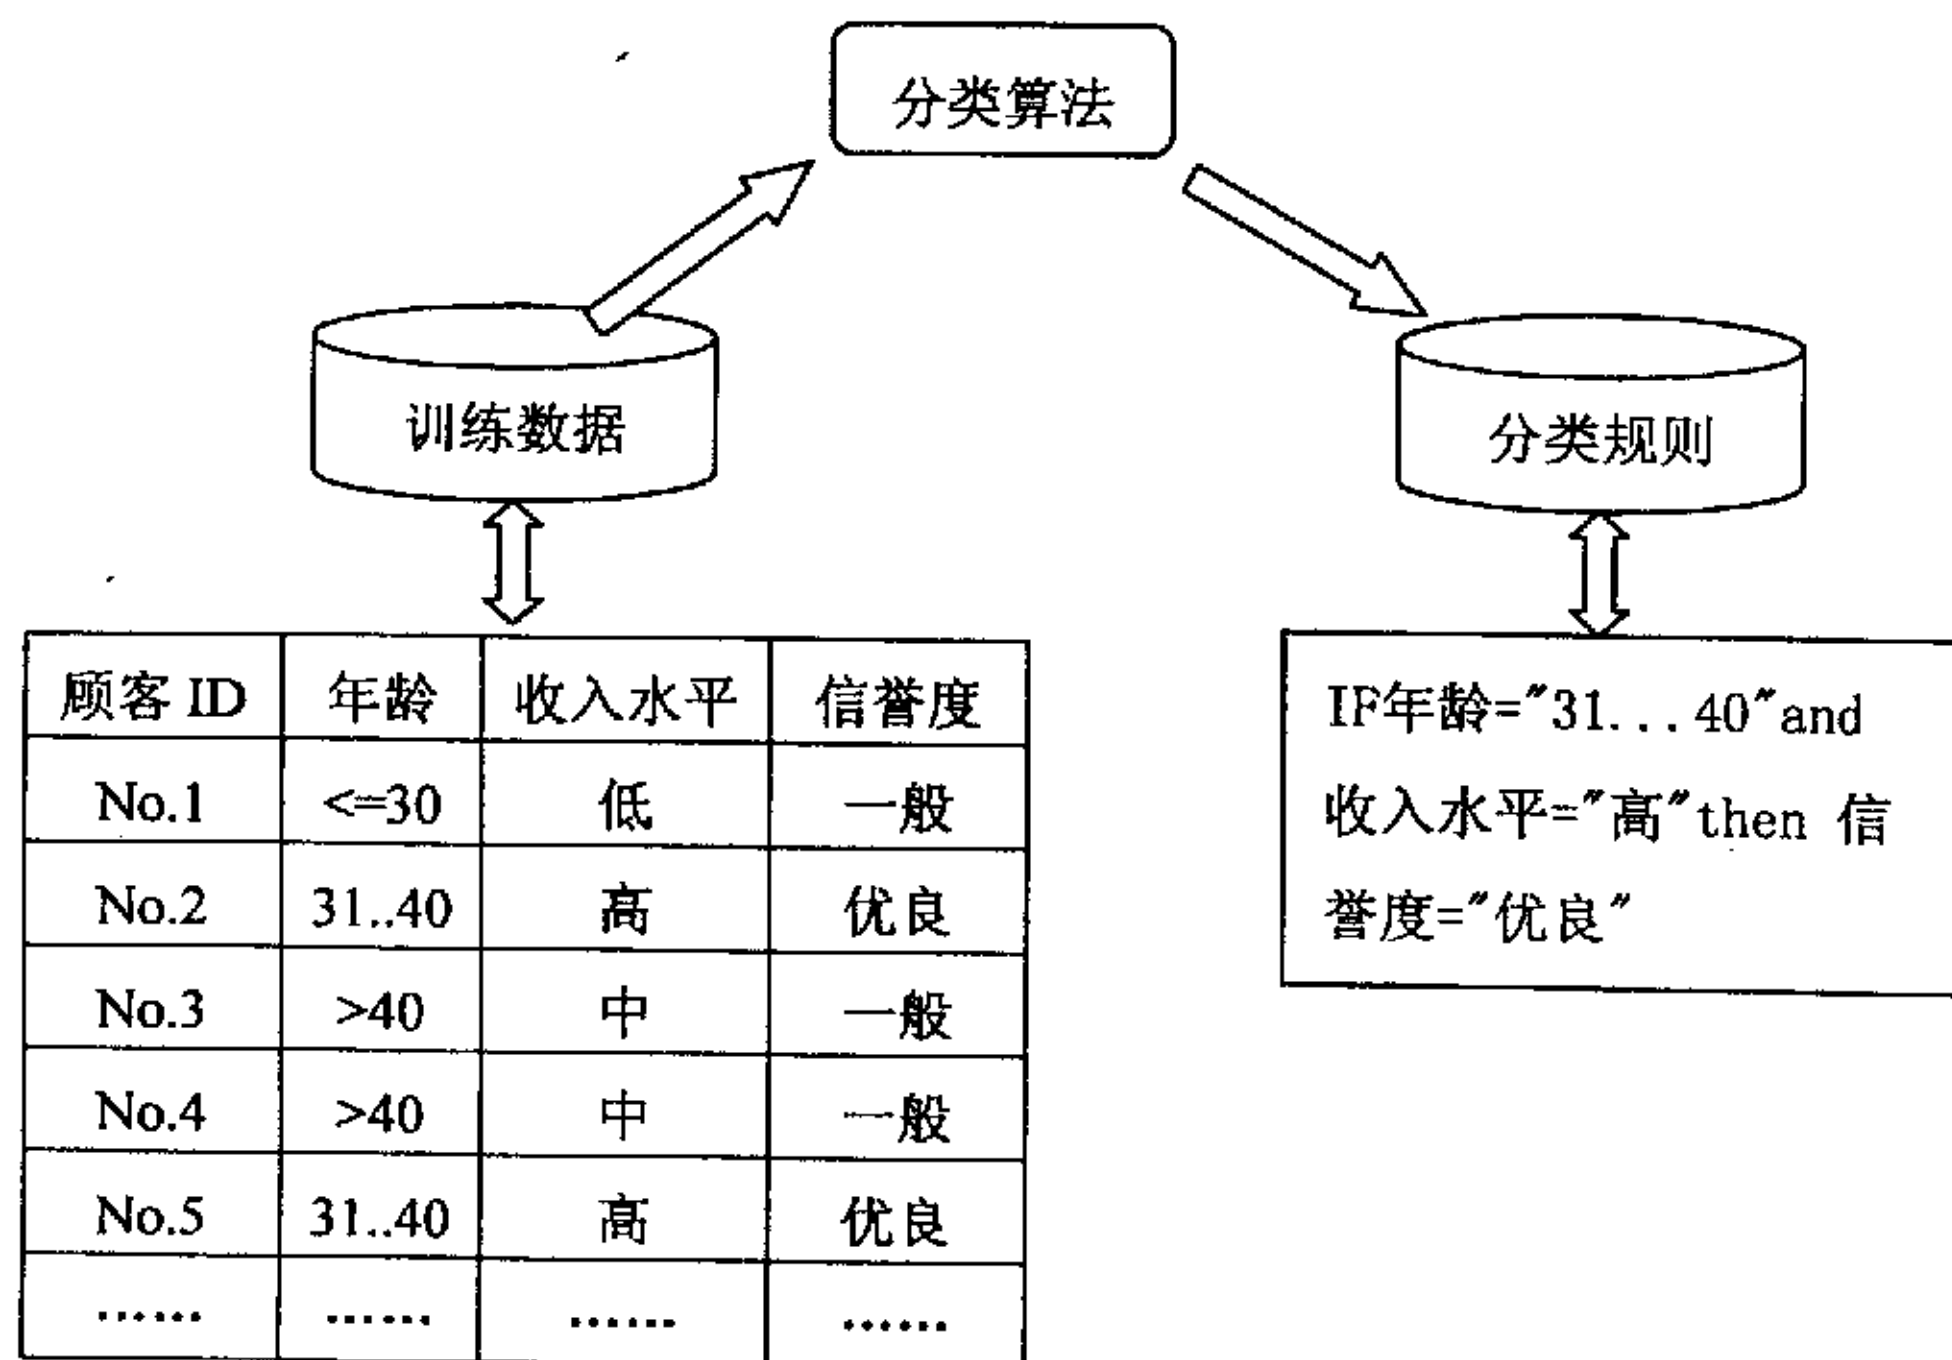 分类算法
训练数据
分类规则
顾客 ID 年龄 收入水平 信誉度
No.1 <=30 低 一般
No.2 31..40 高 优良
No.3 >40 中 一般
No.4 >40 中 一般
No.5 31..40 高 优良
...... ...... ...... ......
IF年龄="31...40"and
收入水平="高"then 信
誉度="优良"